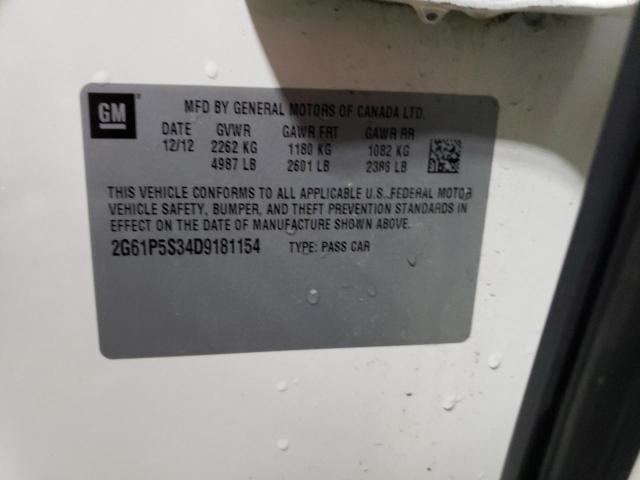 GM ®
MFD BY GENERAL MOTORS OF CANADA LTD.
DATE GVWR GAWR FRT GAWR RR
12/12 2262 KG 1180 KG 1082 KG
4987 LB 2601 LB 2386 LB
THIS VEHICLE CONFORMS TO ALL APPLICABLE U.S. FEDERAL MOTOR
VEHICLE SAFETY, BUMPER, AND THEFT PREVENTION STANDARDS IN
EFFECT ON THE DATE OF MANUFACTURE SHOWN ABOVE.
2G61P5S34D9181154 TYPE: PASS CAR